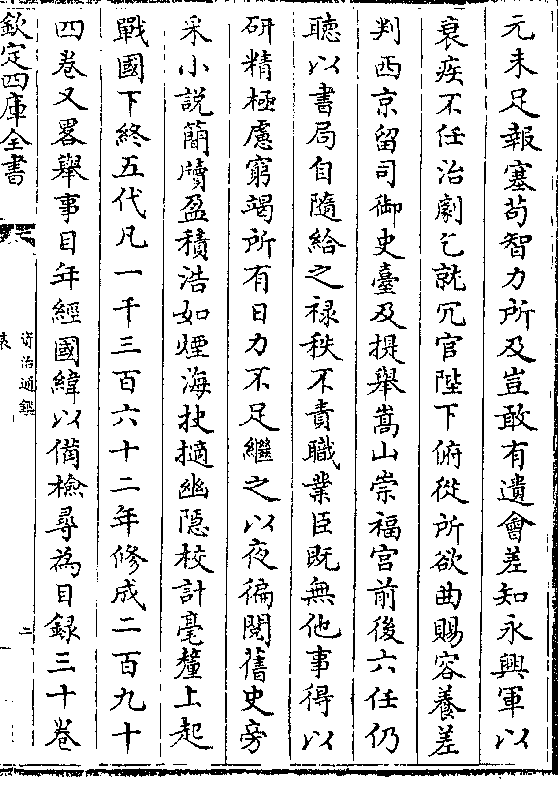 元未足報塞苟智力所及豈敢有遺會差知永興軍以
衰疾不任治劇乞就冗官陛下俯從所欲曲賜容養差
判西京留司御史臺及提舉嵩山崇福宮前後六任仍
聽以書局自隨給之禄秩不責職業臣既無他事得以
研精極慮窮竭所有日力不足繼之以夜徧閱舊史旁
采小說簡牘盈積浩如煙海抉擿幽隱校計毫釐上起
戰國下終五代凡一千三百六十二年修成二百九十
四卷又畧舉事目年經國緯以備檢尋為目録三十卷
欽定四庫全書
資治通鑑
表
二